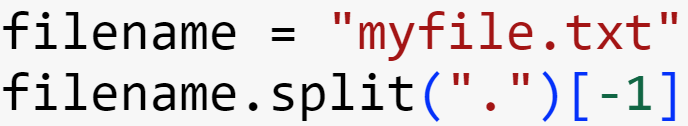 filename = "myfile.txt"
filename.split(".")[-1]